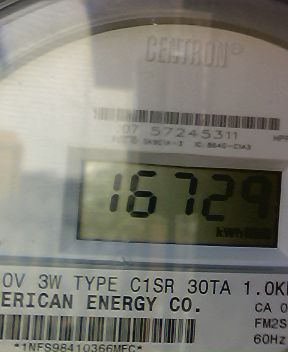 CENTRON®
07 57245311
16729
kWh
0V 3W TYPE C1SR 30TA 1.0K
ERICAN ENERGY CO.
CA 0
FM2S
60Hz
*1NFS98410366MFC*